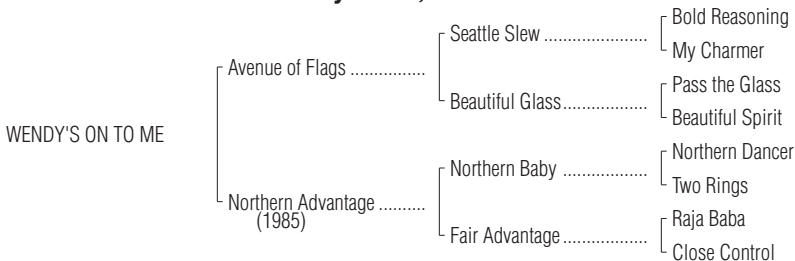 Bold Reasoning
Seattle Slew ......................
My Charmer
Avenue of Flags ................
Pass the Glass
Beautiful Glass..................
Beautiful Spirit
WENDY'S ON TO ME
Northern Dancer
Northern Baby ..................
Two Rings
Northern Advantage ..........
(1985)
Raja Baba
Fair Advantage..................
Close Control